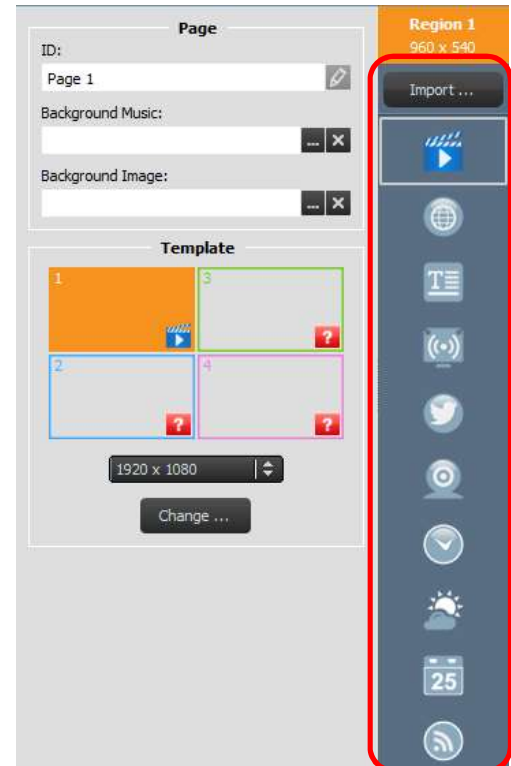 Page
ID:
Page 1
Background Music:
...
Background Image:
...
Template
1
3
?
2
4
?
?
1920 x 1080
Change ...
Region 1
960 x 540
Import ...
T
25